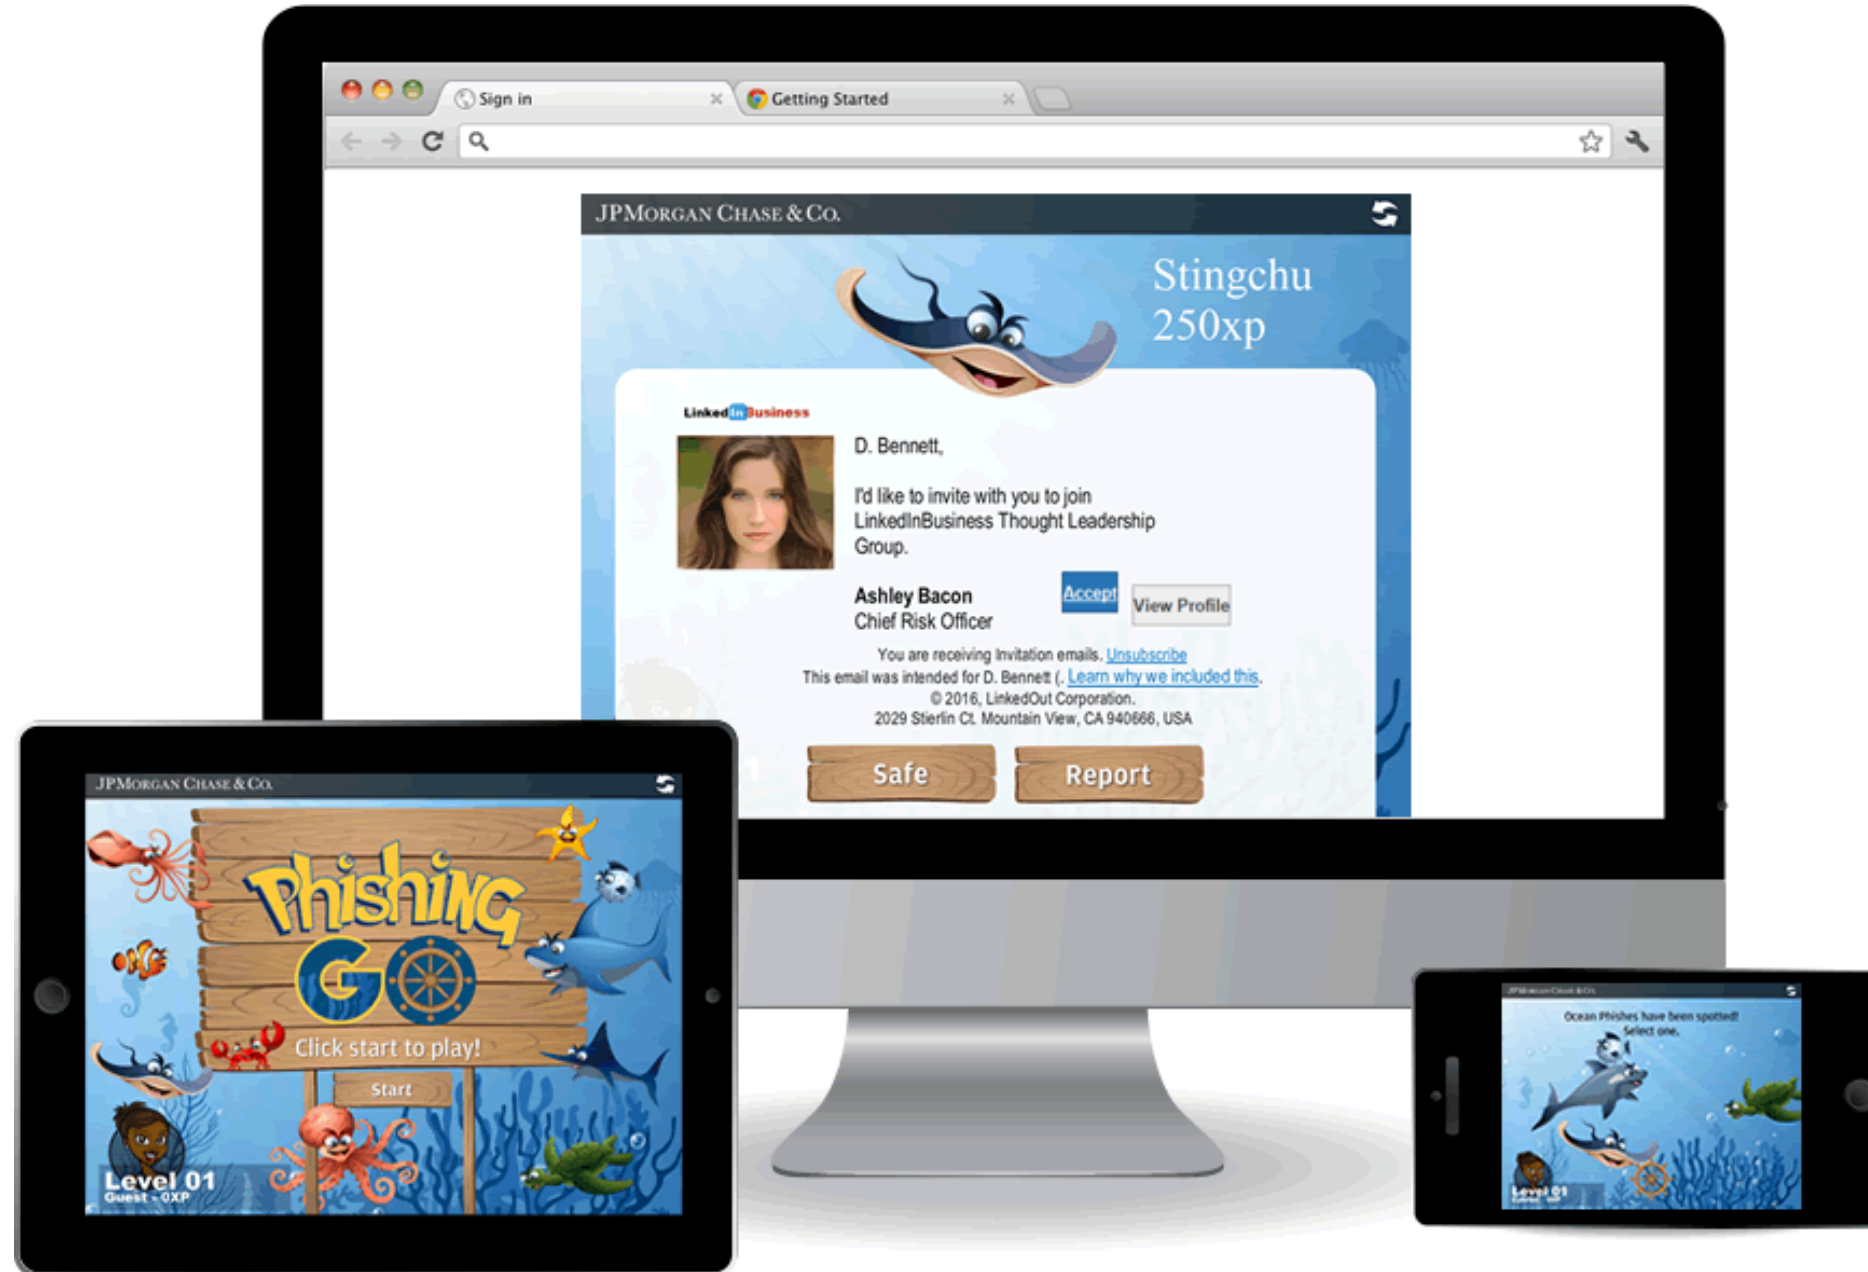 Sign in
Getting Started
JPMORGAN CHASE & CO.
Stingchu
250xp
LinkedInBusiness
D. Bennett,
I'd like to invite with you to join
LinkedInBusiness Thought Leadership
Group.
Ashley Bacon
Chief Risk Officer
Accept
View Profile
You are receiving Invitation emails. Unsubscribe
This email was intended for D. Bennett (. Learn why we included this.
© 2016, LinkedOut Corporation.
2029 Stierlin Ct. Mountain View, CA 940666, USA
Safe
Report
JPMORGAN CHASE & CO.
Phishing
GO
Click start to play!
Start
Level 01
Guest - 0XP
JPMORGAN CHASE & CO.
Ocean Phishes have been spotted!
Select one.
Level 01